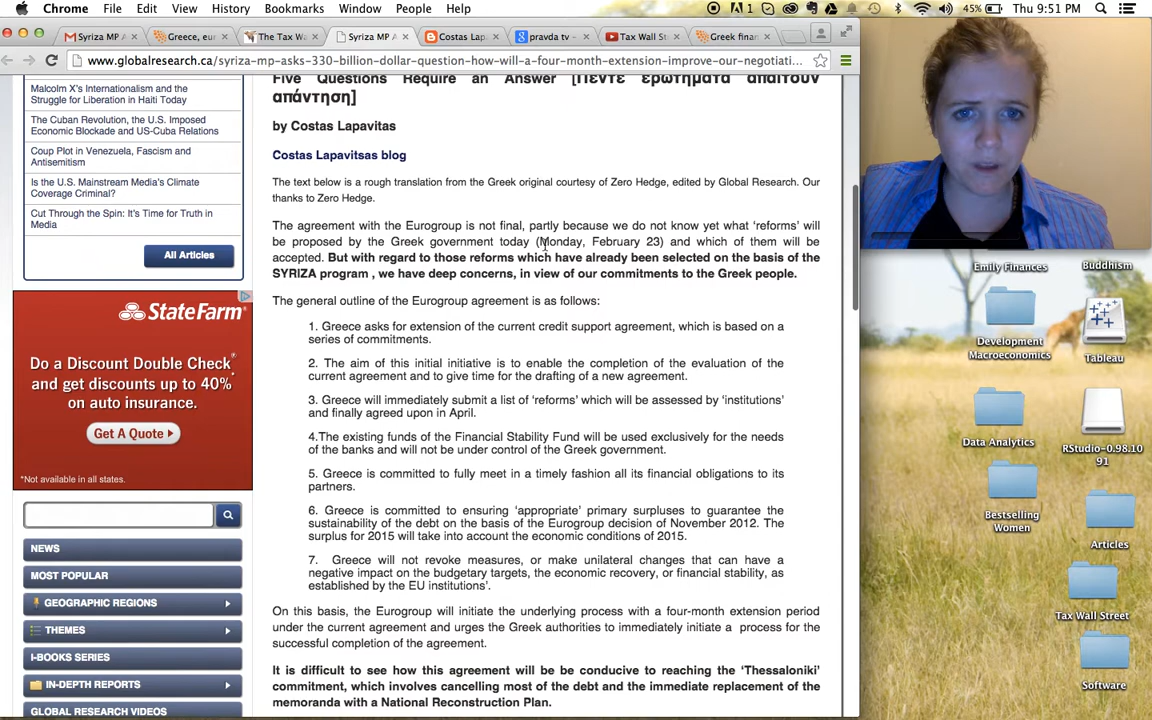 Chrome File Edit View History Bookmarks Window People Help
1 45% Thu 9:51 PM
Syriza MP A
Greece, eur
The Tax Wa
Syriza MP A
Costas Lapa
pravda tv -
Tax Wall Str
Greek finan
www.globalresearch.ca/syriza-mp-asks-330-billion-dollar-question-how-will-a-four-month-extension-improve-our-negotiati...
Malcolm X's Internationalism and the
Struggle for Liberation in Haiti Today
The Cuban Revolution, the U.S. Imposed
Economic Blockade and US-Cuba Relations
Coup Plot in Venezuela, Fascism and
Antisemitism
Is the U.S. Mainstream Media's Climate
Coverage Criminal?
Cut Through the Spin: It's Time for Truth in
Media
All Articles
StateFarm
Do a Discount Double Check®
and get discounts up to 40%*
on auto insurance.
Get A Quote
*Not available in all states.
NEWS
MOST POPULAR
GEOGRAPHIC REGIONS
THEMES
I-BOOKS SERIES
IN-DEPTH REPORTS
GLOBAL RESEARCH VIDEOS
Five Questions Require an Answer [Πέντε ερωτήματα απαιτούν
απάντηση]
by Costas Lapavitas
Costas Lapavitsas blog
The text below is a rough translation from the Greek original courtesy of Zero Hedge, edited by Global Research. Our
thanks to Zero Hedge.
The agreement with the Eurogroup is not final, partly because we do not know yet what 'reforms' will
be proposed by the Greek government today (Monday, February 23) and which of them will be
accepted. But with regard to those reforms which have already been selected on the basis of the
SYRIZA program , we have deep concerns, in view of our commitments to the Greek people.
The general outline of the Eurogroup agreement is as follows:
1. Greece asks for extension of the current credit support agreement, which is based on a
series of commitments.
2. The aim of this initial initiative is to enable the completion of the evaluation of the
current agreement and to give time for the drafting of a new agreement.
3. Greece will immediately submit a list of 'reforms' which will be assessed by 'institutions'
and finally agreed upon in April.
4.The existing funds of the Financial Stability Fund will be used exclusively for the needs
of the banks and will not be under control of the Greek government.
5. Greece is committed to fully meet in a timely fashion all its financial obligations to its
partners.
6. Greece is committed to ensuring 'appropriate' primary surpluses to guarantee the
sustainability of the debt on the basis of the Eurogroup decision of November 2012. The
surplus for 2015 will take into account the economic conditions of 2015.
7. Greece will not revoke measures, or make unilateral changes that can have a
negative impact on the budgetary targets, the economic recovery, or financial stability, as
established by the EU institutions'.
On this basis, the Eurogroup will initiate the underlying process with a four-month extension period
under the current agreement and urges the Greek authorities to immediately initiate a process for the
successful completion of the agreement.
It is difficult to see how this agreement will be be conducive to reaching the 'Thessaloniki'
commitment, which involves cancelling most of the debt and the immediate replacement of the
memoranda with a National Reconstruction Plan.
Emily Finances
Buddhism
Development
Macroeconomics
Tableau
Data Analytics
RStudio-0.98.10
91
Bestselling
Women
Articles
Tax Wall Street
Software